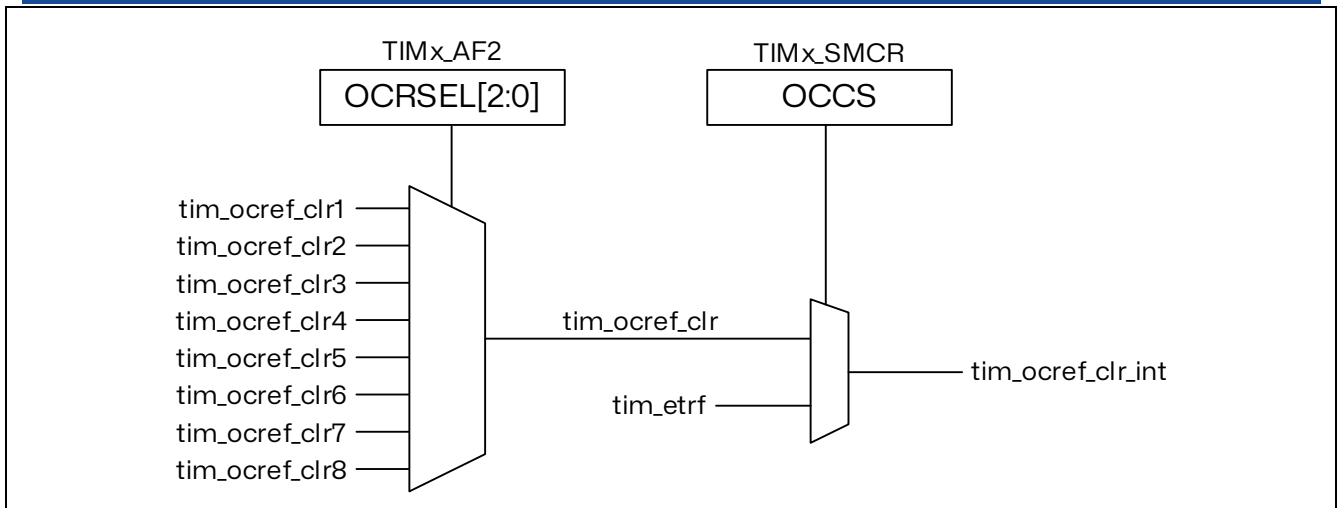 TIMx_AF2
OCRSEL[2:0]
TIMx_SMCR
OCCS
tim_ocref_clr1
tim_ocref_clr2
tim_ocref_clr3
tim_ocref_clr4
tim_ocref_clr5
tim_ocref_clr6
tim_ocref_clr7
tim_ocref_clr8
tim_ocref_clr
tim_etrf
tim_ocref_clr_int